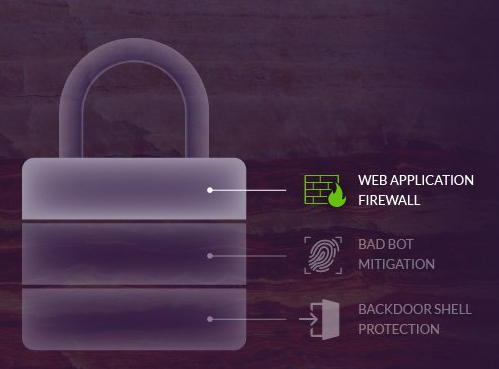 WEB APPLICATION
FIREWALL
BAD BOT
MITIGATION
BACKDOOR SHELL
PROTECTION